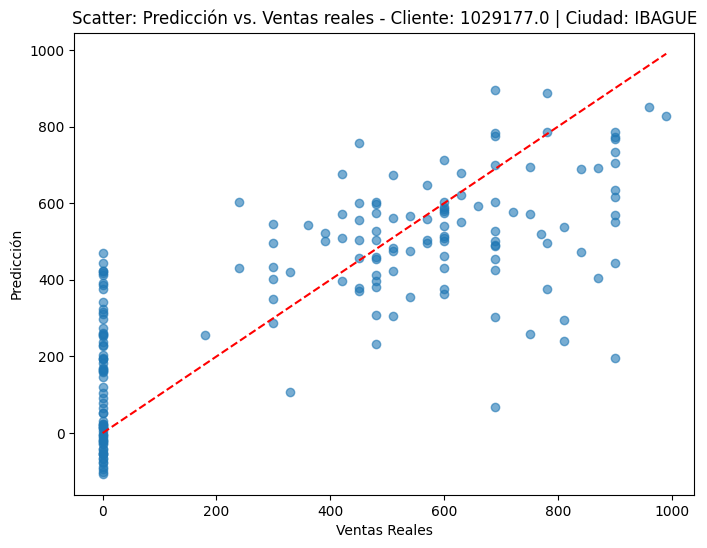 Scatter: Predicción vs. Ventas reales - Cliente: 1029177.0 | Ciudad: IBAGUE
1000
800
600
400
200
0
Predicción
0 200 400 600 800 1000
Ventas Reales